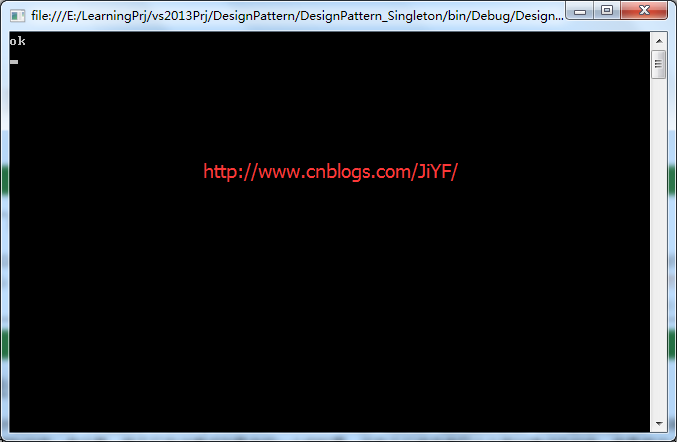 file:///E:/LearningPrj/vs2013Prj/DesignPattern/DesignPattern_Singleton/bin/Debug/Design...
ok
http://www.cnblogs.com/JiYF/